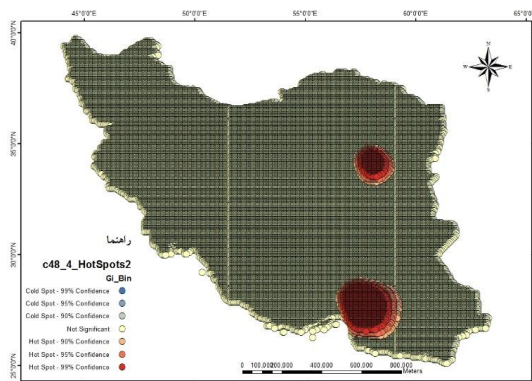 45°0'0"E 50°0'0"E 55°0'0"E 60°0'0"E 65°0'0"E
40°0'0"N
35°0'0"N
30°0'0"N
25°0'0"N
N
W E
S
راهنما
c48_4_HotSpots2
Gi_Bin
Cold Spot - 99% Confidence
Cold Spot - 95% Confidence
Cold Spot - 90% Confidence
Not Significant
Hot Spot - 90% Confidence
Hot Spot - 95% Confidence
Hot Spot - 99% Confidence
0 100,000 200,000 400,000 600,000 800,000
Meters